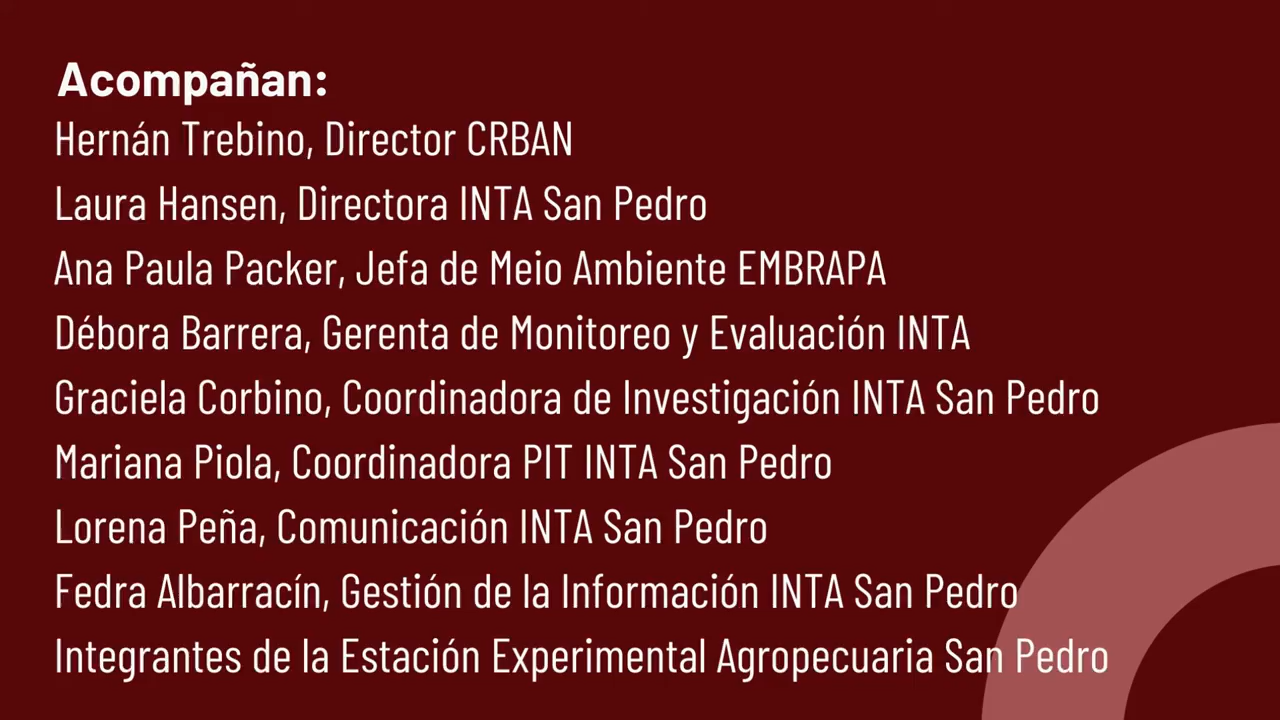 Acompañan:
Hernán Trebino, Director CRBAN
Laura Hansen, Directora INTA San Pedro
Ana Paula Packer, Jefa de Meio Ambiente EMBRAPA
Débora Barrera, Gerenta de Monitoreo y Evaluación INTA
Graciela Corbino, Coordinadora de Investigación INTA San Pedro
Mariana Piola, Coordinadora PIT INTA San Pedro
Lorena Peña, Comunicación INTA San Pedro
Fedra Albarracín, Gestión de la Información INTA San Pedro
Integrantes de la Estación Experimental Agropecuaria San Pedro